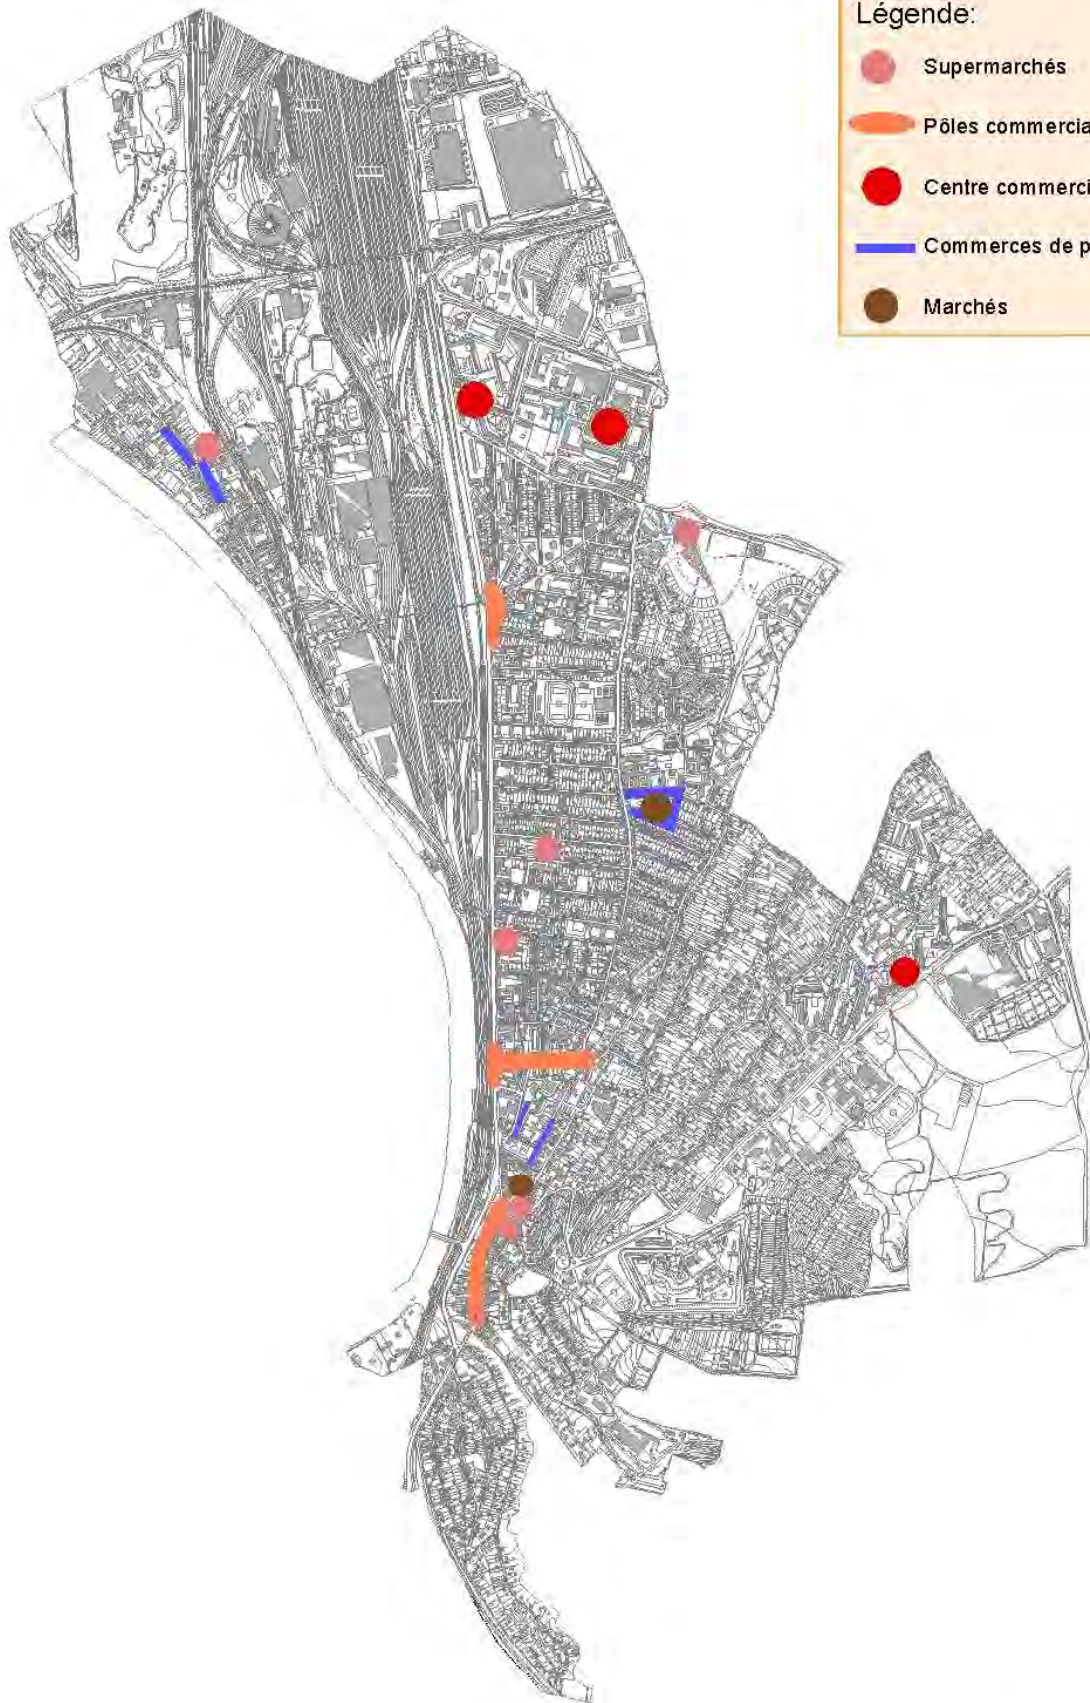 Légende:
Supermarchés
Pôles commercia
Centre commerci
Commerces de p
Marchés